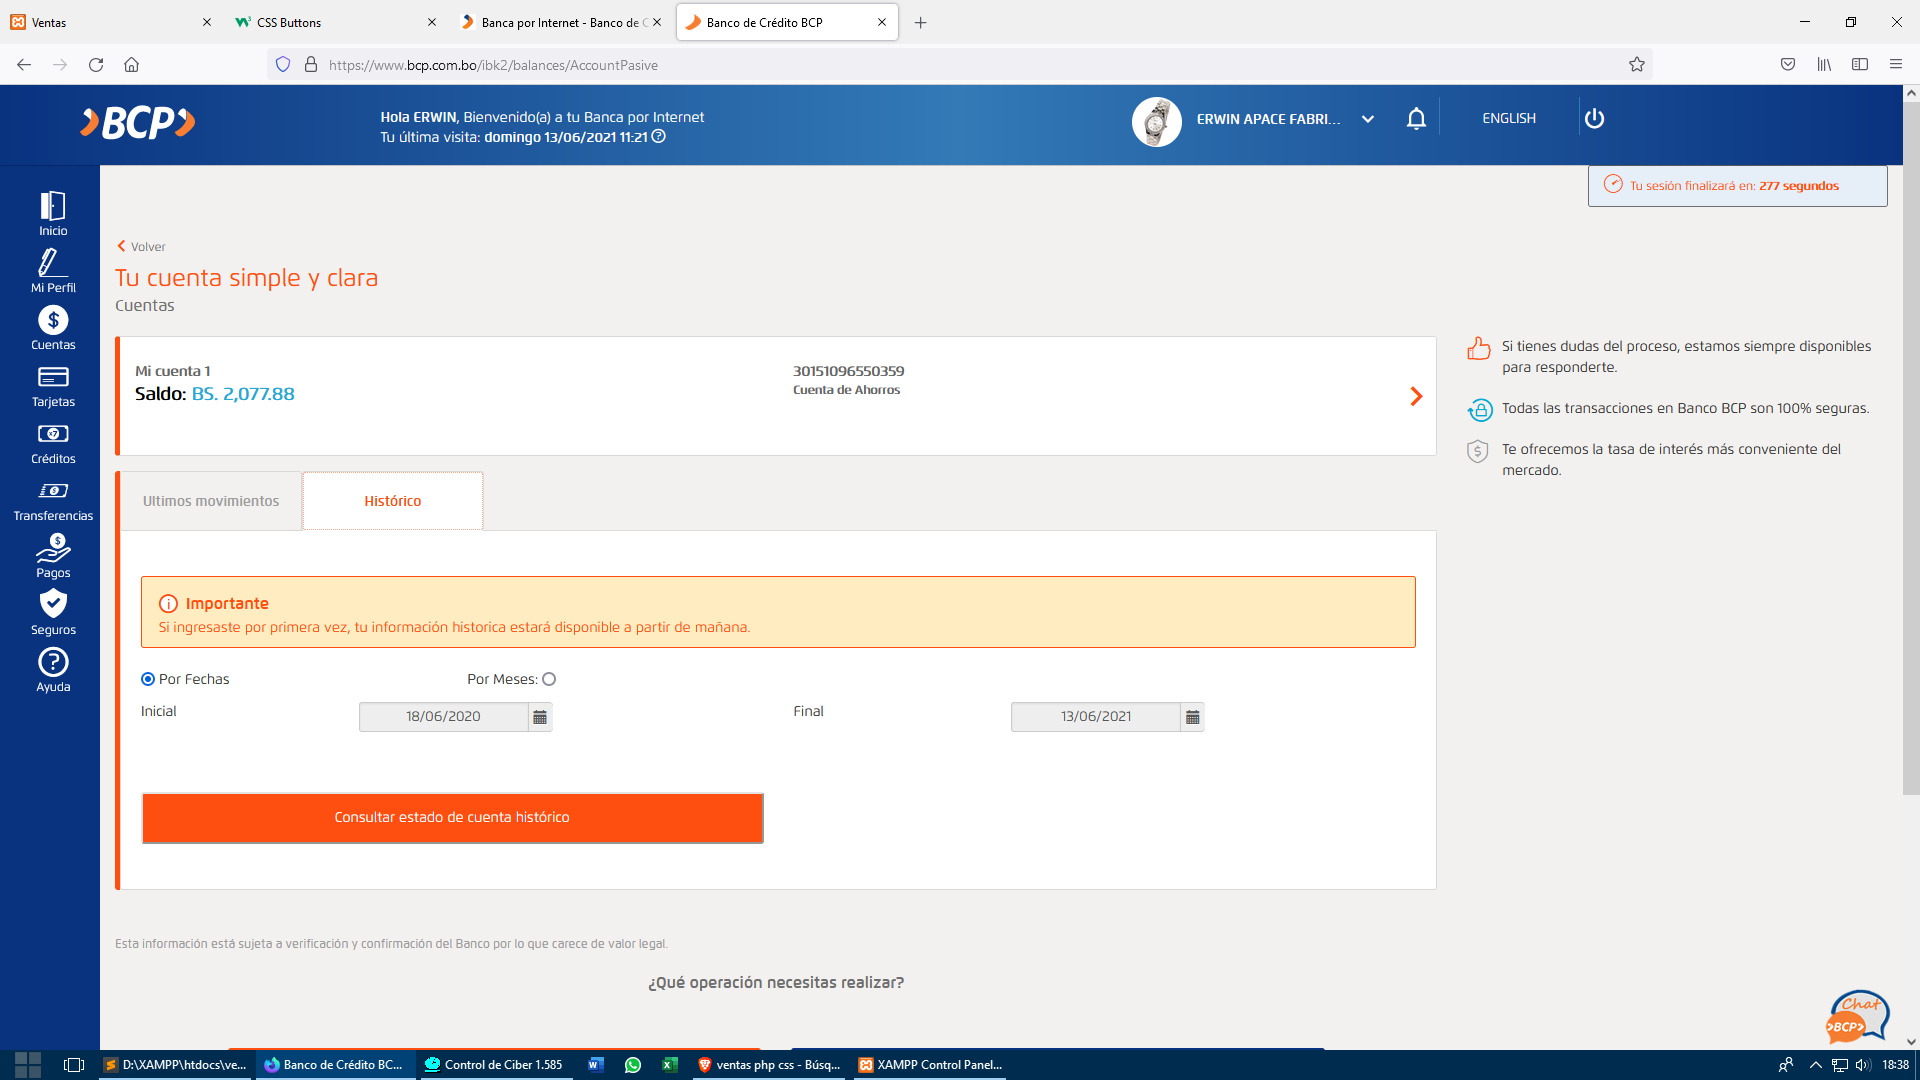 Ventas
CSS Buttons
Banca por Internet - Banco de C
Banco de Crédito BCP
https://www.bcp.com.bo/ibk2/balances/AccountPasive
BCP
Hola ERWIN, Bienvenido(a) a tu Banca por Internet
Tu última visita: domingo 13/06/2021 11:21
ERWIN APACE FABRI...
ENGLISH
Tu sesión finalizará en: 277 segundos
Inicio
Mi Perfil
Cuentas
Tarjetas
Créditos
Transferencias
Pagos
Seguros
Ayuda
Volver
Tu cuenta simple y clara
Cuentas
Mi cuenta 1
Saldo: BS. 2,077.88
30151096550359
Cuenta de Ahorros
Si tienes dudas del proceso, estamos siempre disponibles
para responderte.
Todas las transacciones en Banco BCP son 100% seguras.
Te ofrecemos la tasa de interés más conveniente del
mercado.
Ultimos movimientos
Histórico
Importante
Si ingresaste por primera vez, tu información historica estará disponible a partir de mañana.
Por Fechas
Por Meses:
Inicial
18/06/2020
Final
13/06/2021
Consultar estado de cuenta histórico
Esta información está sujeta a verificación y confirmación del Banco por lo que carece de valor legal.
¿Qué operación necesitas realizar?
Chat
BCP
D:\XAMPP\htdocs\ve...
Banco de Crédito BC...
Control de Ciber 1.585
ventas php css - Búsq...
XAMPP Control Panel...
18:38